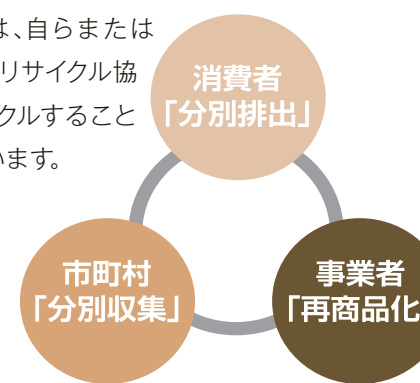 は、自らまたは
リサイクル協
クルすること
います。
消費者
「分別排出」
市町村
「分別収集」
事業者
「再商品化